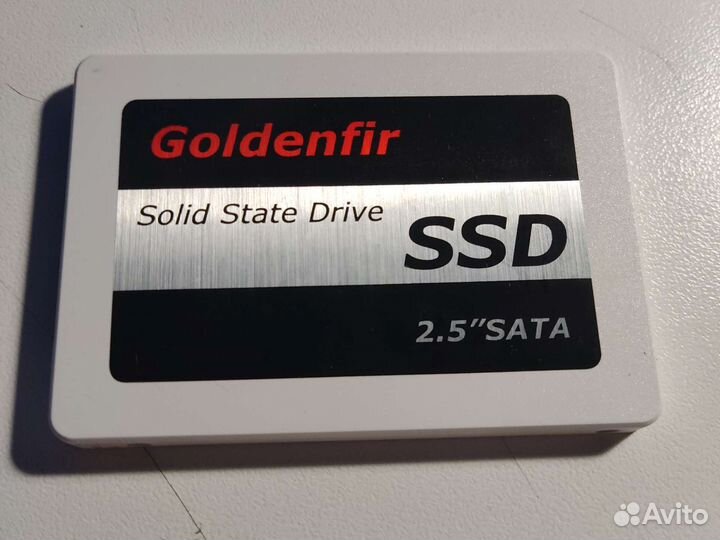 Goldenfir
Solid State Drive
SSD
2.5"SATA
Avito